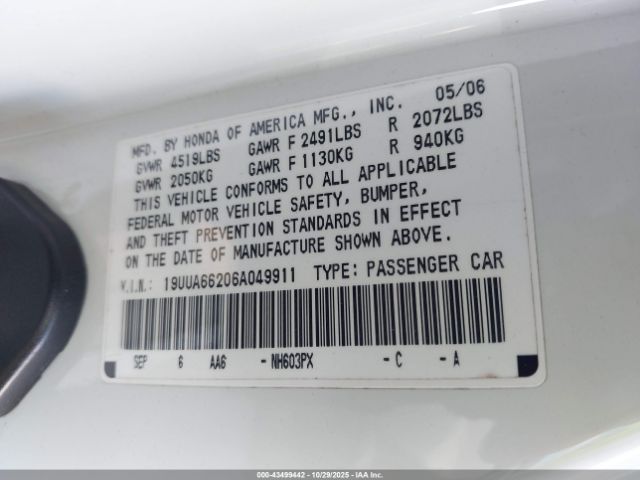 MFD. BY HONDA OF AMERICA MFG., INC. 05/06
GVWR 4519LBS GAWR F 2491LBS R 2072LBS
GVWR 2050KG GAWR F 1130KG R 940KG
THIS VEHICLE CONFORMS TO ALL APPLICABLE
FEDERAL MOTOR VEHICLE SAFETY, BUMPER,
AND THEFT PREVENTION STANDARDS IN EFFECT
ON THE DATE OF MANUFACTURE SHOWN ABOVE.
V.I.N.: 19UUA66206A049911 TYPE: PASSENGER CAR
SEP 6 AA6 -NH603PX -C -A
000-43499442 - 10/29/2025 - IAA Inc.